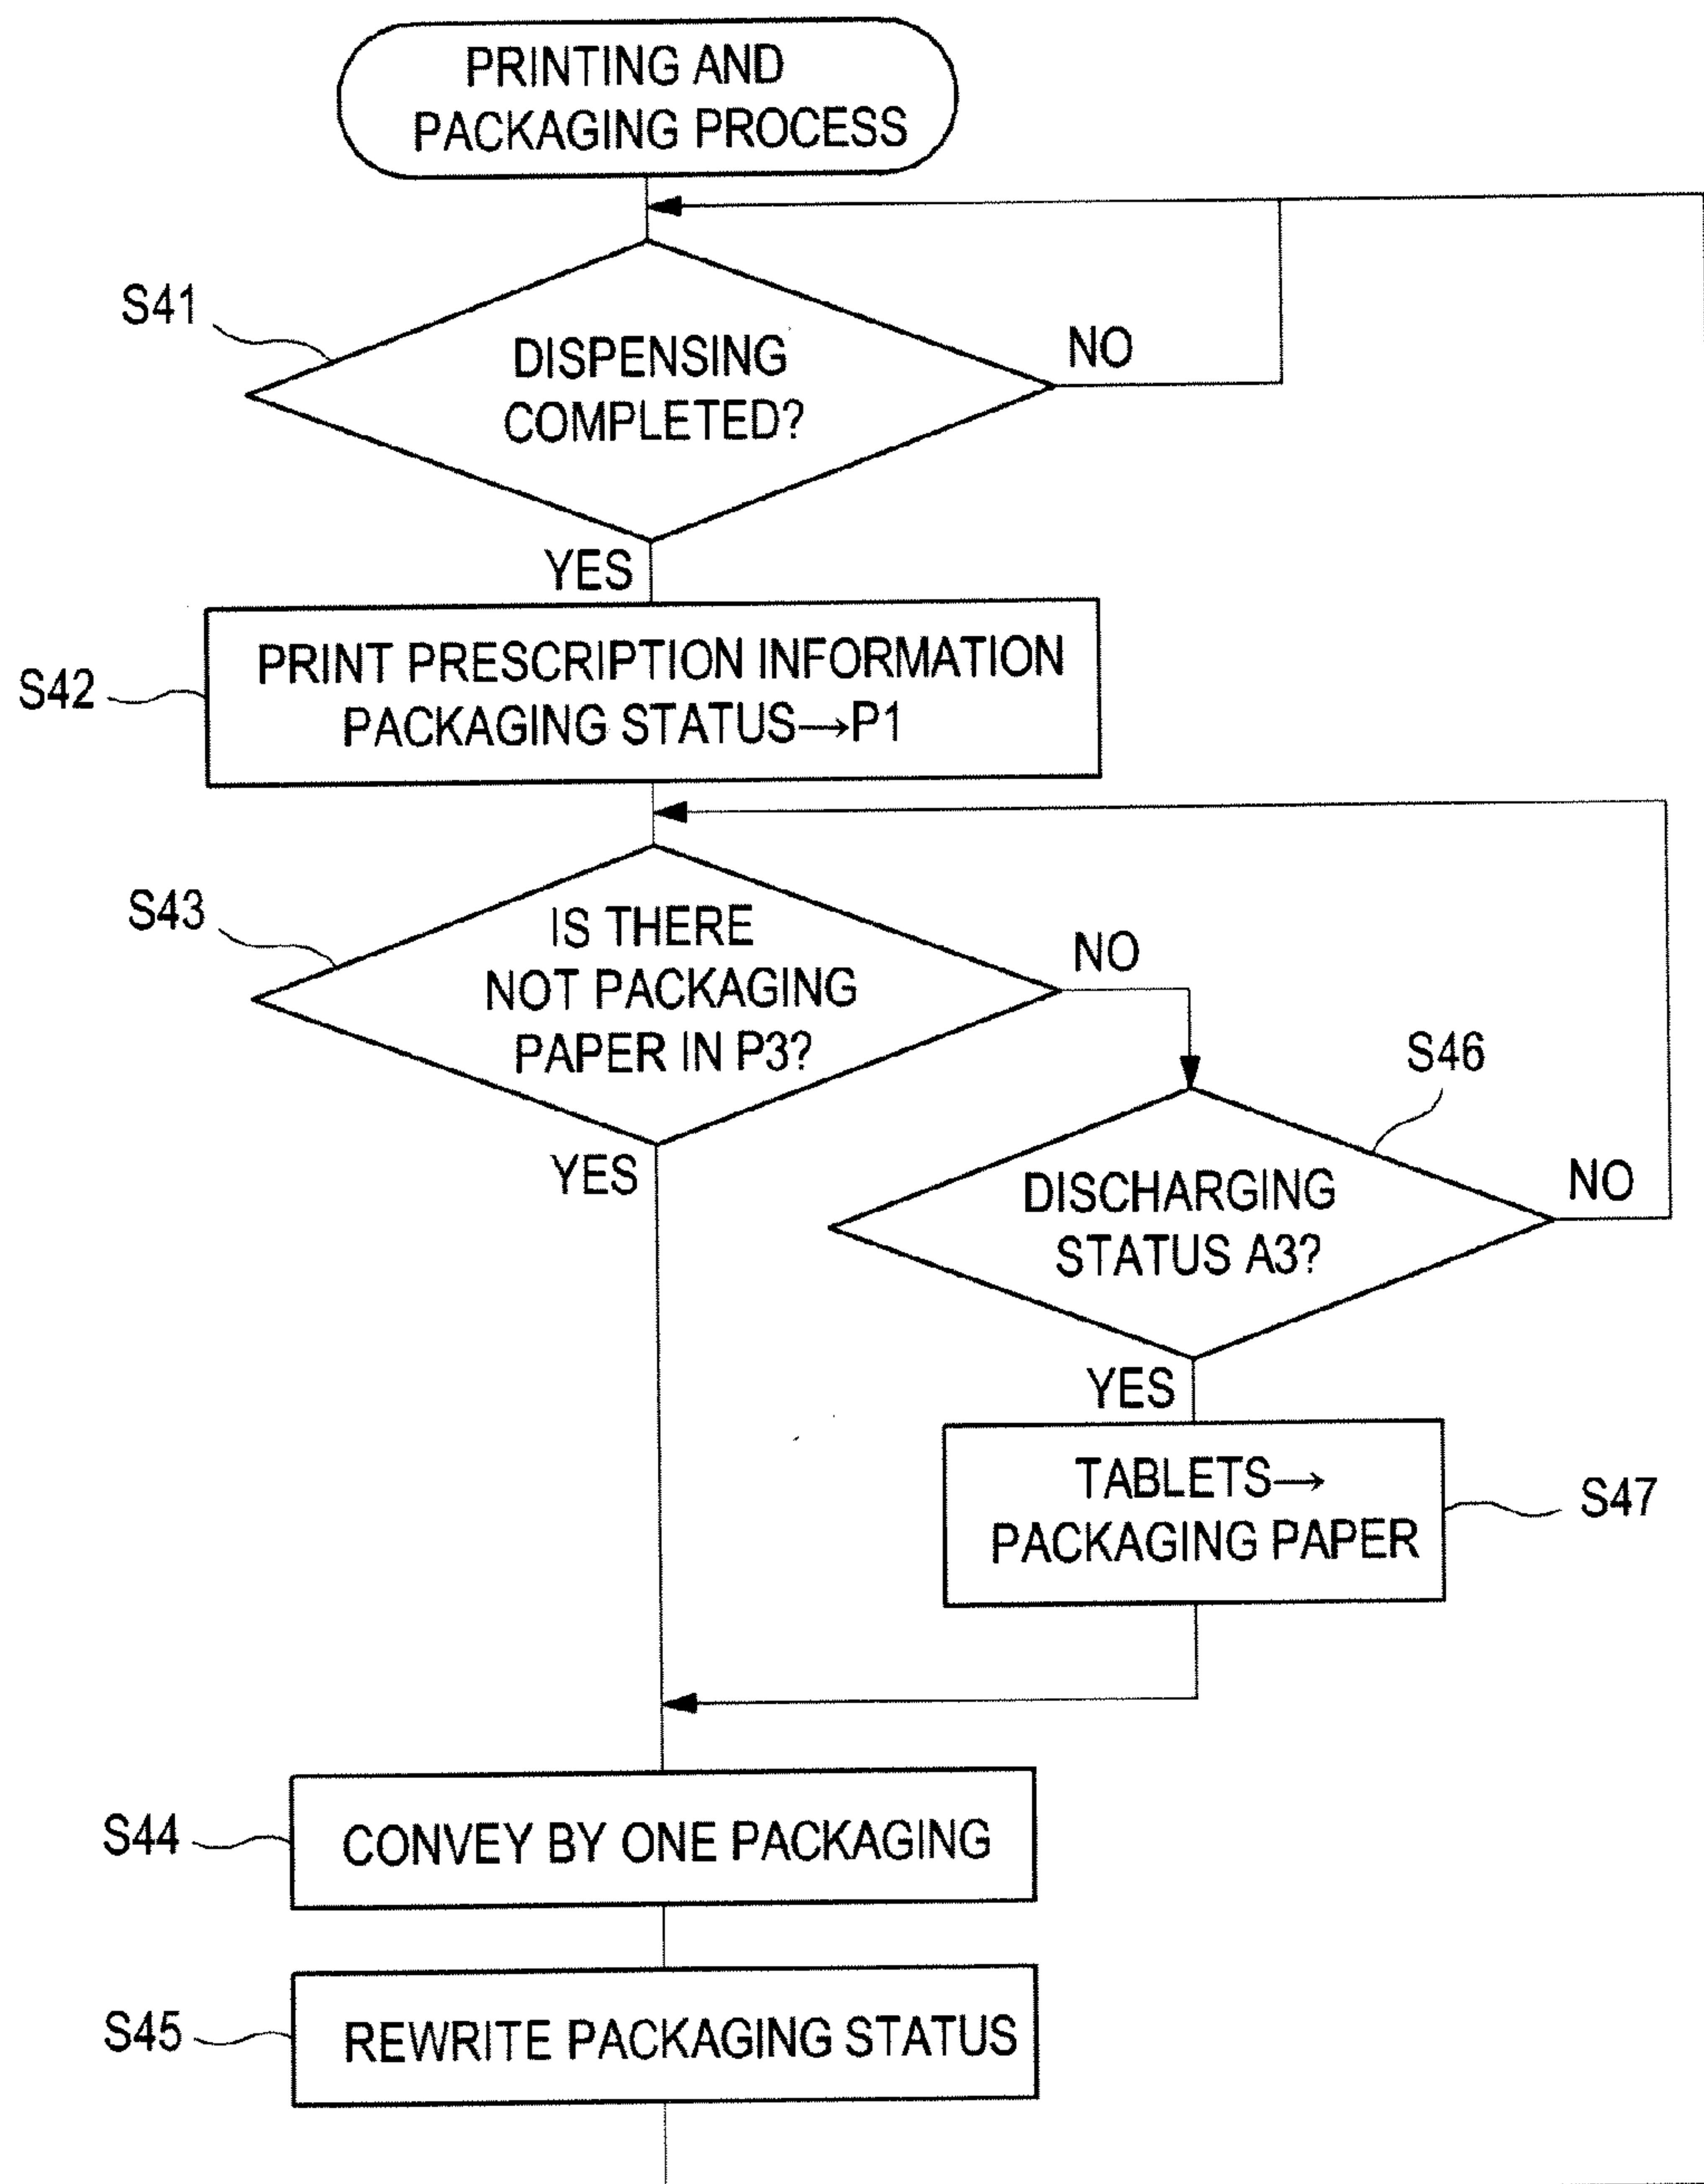 PRINTING AND
PACKAGING PROCESS
S41
DISPENSING
COMPLETED?
NO
YES
S42
PRINT PRESCRIPTION INFORMATION
PACKAGING STATUS→P1
S43
IS THERE
NOT PACKAGING
PAPER IN P3?
NO
YES
S46
DISCHARGING
STATUS A3?
NO
YES
TABLETS→
PACKAGING PAPER
S47
S44
CONVEY BY ONE PACKAGING
S45
REWRITE PACKAGING STATUS